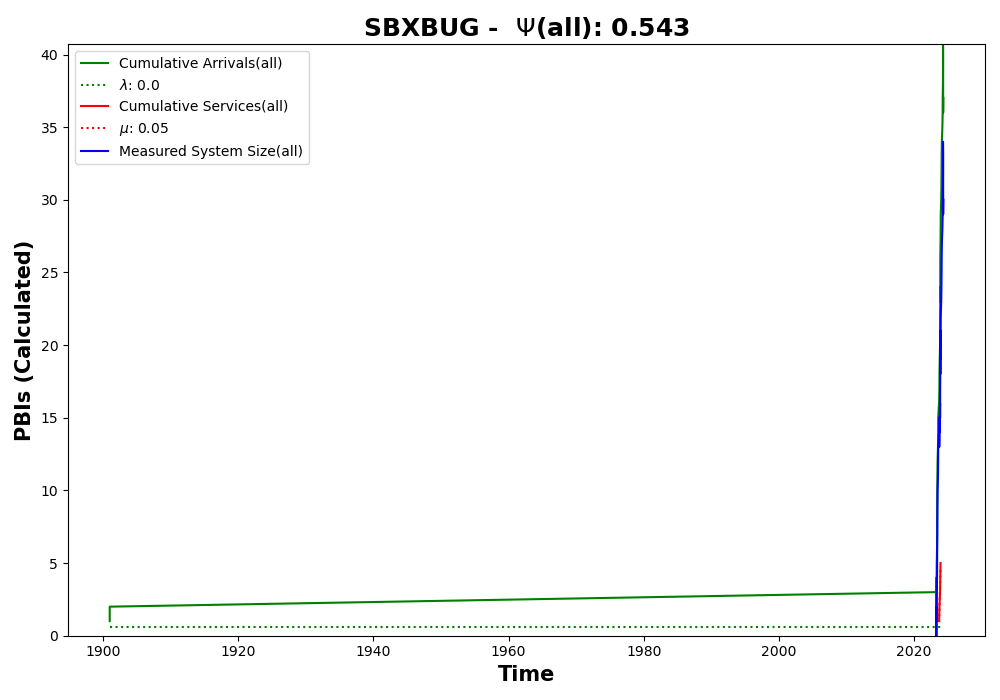 SBXBUG - Ψ(all): 0.543
Cumulative Arrivals(all)
λ: 0.0
Cumulative Services(all)
μ: 0.05
Measured System Size(all)
PBIs (Calculated)
40
35
30
25
20
15
10
5
0
1900 1920 1940 1960 1980 2000 2020
Time